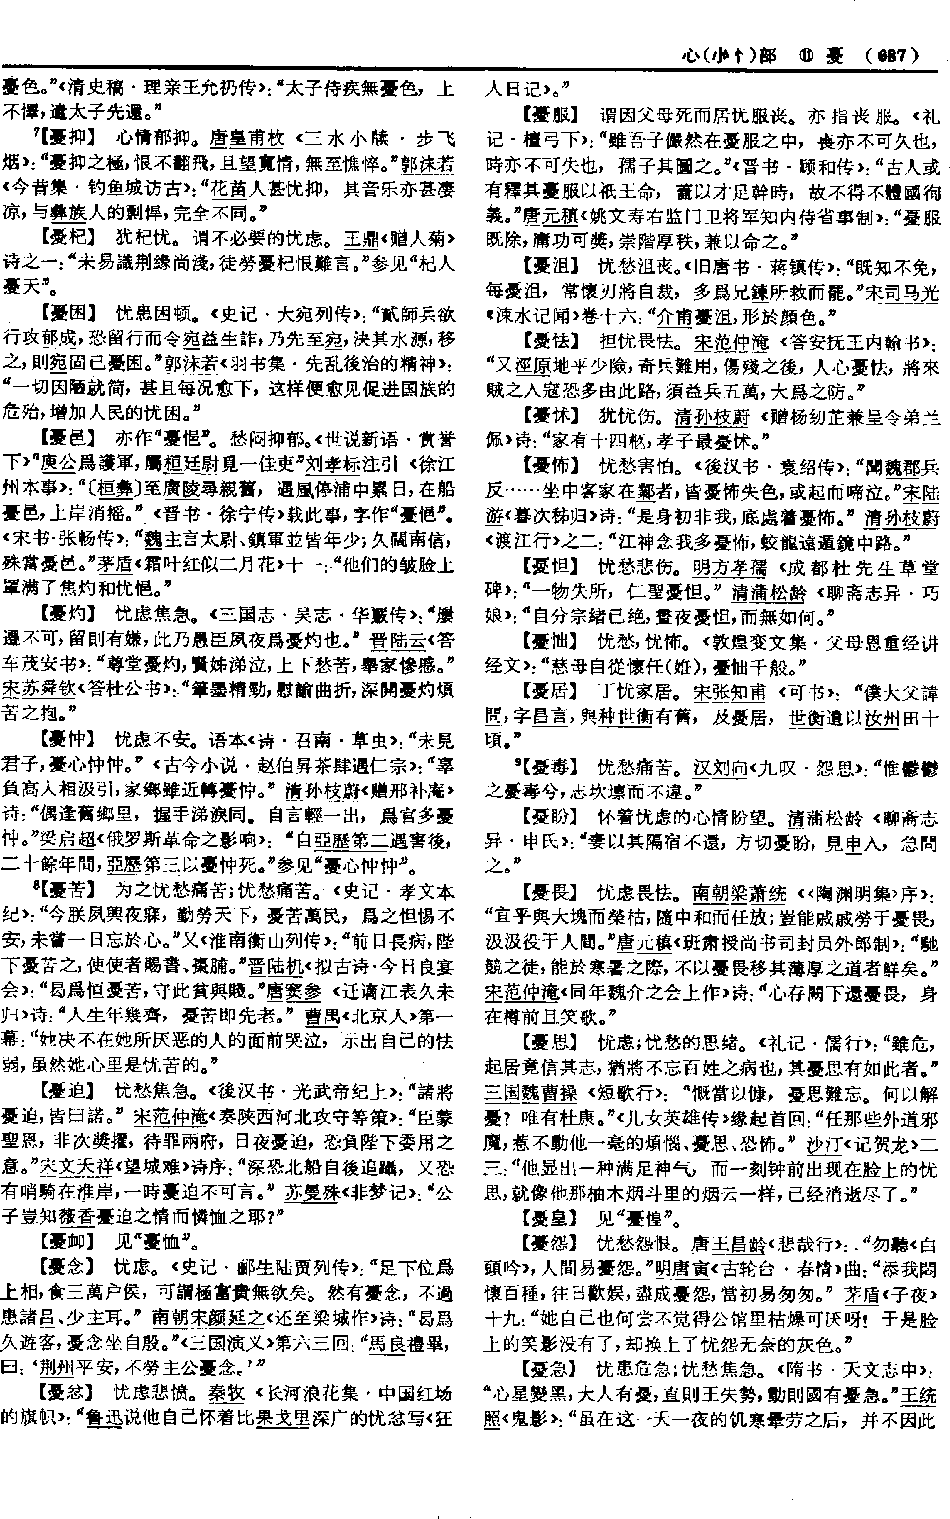 心(小忄)部 ⑪ 憂 (687)
憂色。”《清史稿·理亲王允礽传》：“太子侍疾無憂色，上
不懌，遣太子先還。”
7【憂抑】 心情郁抑。唐皇甫枚《三水小牍·步飞
烟》：“憂抑之極，恨不翻飛，且望寬情，無至憔悴。”郭沫若
《今昔集·钓鱼城访古》：“花苗人甚忧抑，其音乐亦甚凄
凉，与彝族人的剽悍，完全不同。”
【憂杞】 犹杞忧。谓不必要的忧虑。王鼎《赠人菊》
诗之一：“未易識荆缘尚淺，徒勞憂杞恨難言。”参见“杞人
憂天”。
【憂困】 忧患困顿。《史记·大宛列传》：“貳師兵欲
行攻郁成，恐留行而令宛益生詐，乃先至宛，決其水源，移
之，則宛固已憂困。”郭沫若《羽书集·先乱後治的精神》：
“一切因陋就简，甚且每况愈下，这样便愈见促进国族的
危殆，增加人民的忧困。”
【憂邑】 亦作“憂悒”。愁闷抑郁。《世说新语·赏誉
下》“庾公爲護軍，屬桓廷尉覓一佳吏”刘孝标注引《徐江
州本事》：“〔桓彝〕至廣陵尋親舊，遇風停浦中累日，在船
憂邑，上岸消摇。”《晋书·徐宁传》载此事，字作“憂悒”。
《宋书·张畅传》：“魏主言太尉、鎮軍並皆年少；久闕南信，
殊當憂邑。”茅盾《霜叶红似二月花》十一：“他们的皱脸上
罩满了焦灼和忧悒。”
【憂灼】 忧虑焦急。《三国志·吴志·华覈传》：“屢
還不可，留則有嫌，此乃愚臣夙夜爲憂灼也。”晋陆云《答
车茂安书》：“尊堂憂灼，賢姊涕泣，上下愁苦，舉家慘慼。”
宋苏舜钦《答杜公书》：“筆墨精勁，慰諭曲折，深開憂灼煩
苦之抱。”
【憂忡】 忧虑不安。语本《诗·召南·草虫》：“未見
君子，憂心忡忡。”《古今小说·赵伯昇茶肆遇仁宗》：“辜
負高人相汲引，家鄉雖近轉憂忡。”清孙枝蔚《赠邢补庵》
诗：“偶逢舊鄉里，握手涕淚同。自言輕一出，爲官多憂
忡。”梁启超《俄罗斯革命之影响》：“自亞歷第二遇害後，
二十餘年間，亞歷第三以憂忡死。”参见“憂心忡忡”。
8【憂苦】 为之忧愁痛苦；忧愁痛苦。《史记·孝文本
纪》：“今朕夙興夜寐，勤勞天下，憂苦萬民，爲之怛惕不
安，未嘗一日忘於心。”又《淮南衡山列传》：“前日長病，陛
下憂苦之，使使者賜書、棗脯。”晋陆机《拟古诗·今日良宴
会》：“曷爲恒憂苦，守此貧與賤。”唐窦参《迁谪江表久未
归》诗：“人生年幾齊，憂苦即先老。”曹禺《北京人》第一
幕：“她决不在她所厌恶的人的面前哭泣，示出自己的怯
弱，虽然她心里是忧苦的。”
【憂迫】 忧愁焦急。《後汉书·光武帝纪上》：“諸將
憂迫，皆曰諾。”宋范仲淹《奏陕西河北攻守等策》：“臣蒙
聖恩，非次奬擢，待罪兩府，日夜憂迫，恐負陛下委用之
意。”宋文天祥《望城难》诗序：“深恐北船自後追躡，又恐
有哨騎在淮岸，一時憂迫不可言。”苏曼殊《非梦记》：“公
子豈知薇香憂迫之情而憐恤之耶？”
【憂卹】 见“憂恤”。
【憂念】 忧虑。《史记·郦生陆贾列传》：“足下位爲
上相，食三萬户侯，可謂極富貴無欲矣。然有憂念，不過
患諸吕、少主耳。”南朝宋颜延之《还至梁城作》诗：“曷爲
久遊客，憂念坐自殷。”《三国演义》第六三回：“馬良禮畢，
曰：‘荆州平安，不勞主公憂念。’”
【憂忿】 忧虑悲愤。秦牧《长河浪花集·中国红场
的旗帜》：“鲁迅说他自己怀着比果戈里深广的忧忿写《狂
人日记》。”
【憂服】 谓因父母死而居忧服丧。亦指丧服。《礼
记·檀弓下》：“雖吾子儼然在憂服之中，喪亦不可久也，
時亦不可失也，孺子其圖之。”《晋书·顾和传》：“古人或
有釋其憂服以祇王命，蓋以才足幹時，故不得不體國徇
義。”唐元稹《姚文寿右监门卫将军知内侍省事制》：“憂服
既除，庸功可奬，崇階厚秩，兼以命之。”
【憂沮】 忧愁沮丧。《旧唐书·蒋镇传》：“既知不免，
每憂沮，常懷刃將自裁，多爲兄鍊所救而罷。”宋司马光
《涑水记闻》卷十六：“介甫憂沮，形於顔色。”
【憂怯】 担忧畏怯。宋范仲淹《答安抚王内翰书》：
“又涇原地平少險，奇兵難用，傷殘之後，人心憂怯，將來
賊之入寇恐多由此路，須益兵五萬，大爲之防。”
【憂怵】 犹忧伤。清孙枝蔚《赠杨幼芷兼呈令弟兰
佩》诗：“家有十四松，孝子最憂怵。”
【憂怖】 忧愁害怕。《後汉书·袁绍传》：“聞魏郡兵
反……坐中客家在鄴者，皆憂怖失色，或起而啼泣。”宋陆
游《暮次秭归》诗：“是身初非我，底處着憂怖。”清孙枝蔚
《渡江行》之二：“江神念我多憂怖，蛟龍遠遁鏡中路。”
【憂怛】 忧愁悲伤。明方孝孺《成都杜先生草堂
碑》：“一物失所，仁聖憂怛。”清蒲松龄《聊斋志异·巧
娘》：“自分宗緒已绝，晝夜憂怛，而無如何。”
【憂怞】 忧愁，忧怖。《敦煌变文集·父母恩重经讲
经文》：“慈母自從懷任(姙)，憂怞千般。”
【憂居】 丁忧家居。宋张知甫《可书》：“僕大父諱
問，字昌言，與种世衡有舊，及憂居，世衡遺以汝州田十
頃。”
9【憂毒】 忧愁痛苦。汉刘向《九叹·怨思》：“惟鬱鬱
之憂毒兮，志坎壈而不違。”
【憂盼】 怀着忧虑的心情盼望。清蒲松龄《聊斋志
异·申氏》：“妻以其隔宿不還，方切憂盼，見申入，急問
之。”
【憂畏】 忧虑畏怯。南朝梁萧统《〈陶渊明集〉序》：
“宜乎與大塊而榮枯，隨中和而任放；豈能戚戚勞于憂畏，
汲汲役于人間。”唐元稹《班肃授尚书司封员外郎制》：“馳
競之徒，能於寒暑之際，不以憂畏移其薄厚之道者鮮矣。”
宋范仲淹《同年魏介之会上作》诗：“心存闕下還憂畏，身
在樽前且笑歌。”
【憂思】 忧虑；忧愁的思绪。《礼记·儒行》：“雖危，
起居竟信其志，猶將不忘百姓之病也，其憂思有如此者。”
三国魏曹操《短歌行》：“慨當以慷，憂思難忘。何以解
憂？唯有杜康。”《儿女英雄传》缘起首回：“任那些外道邪
魔，惹不動他一毫的煩惱、憂思、恐怖。”沙汀《记贺龙》二
三：“他显出一种满足神气，而一刻钟前出现在脸上的忧
思，就像他那柚木烟斗里的烟云一样，已经消逝尽了。”
【憂皇】 见“憂惶”。
【憂怨】 忧愁怨恨。唐王昌龄《悲哉行》：“勿聽《白
頭吟》，人間易憂怨。”明唐寅《古轮台·春情》曲：“添我悶
懷百種，往日歡娱，盡成憂怨，當初易匆匆。”茅盾《子夜》
十九：“她自己也何尝不觉得公馆里枯燥可厌呀！于是脸
上的笑影没有了，却换上了忧怨无奈的灰色。”
【憂急】 忧患危急；忧愁焦急。《隋书·天文志中》：
“心星變黑，大人有憂，直則王失勢，動則國有憂急。”王统
照《鬼影》：“虽在这一天一夜的饥寒晕劳之后，并不因此